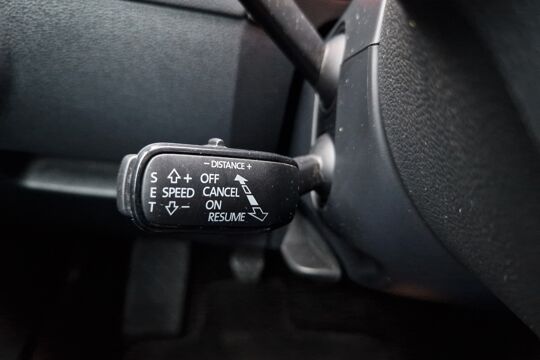 - DISTANCE +
S + OFF
E SPEED CANCEL
T - ON
RESUME